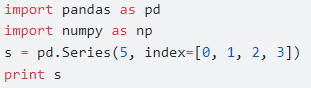 import pandas as pd
import numpy as np
s = pd.Series(5, index=[0, 1, 2, 3])
print s